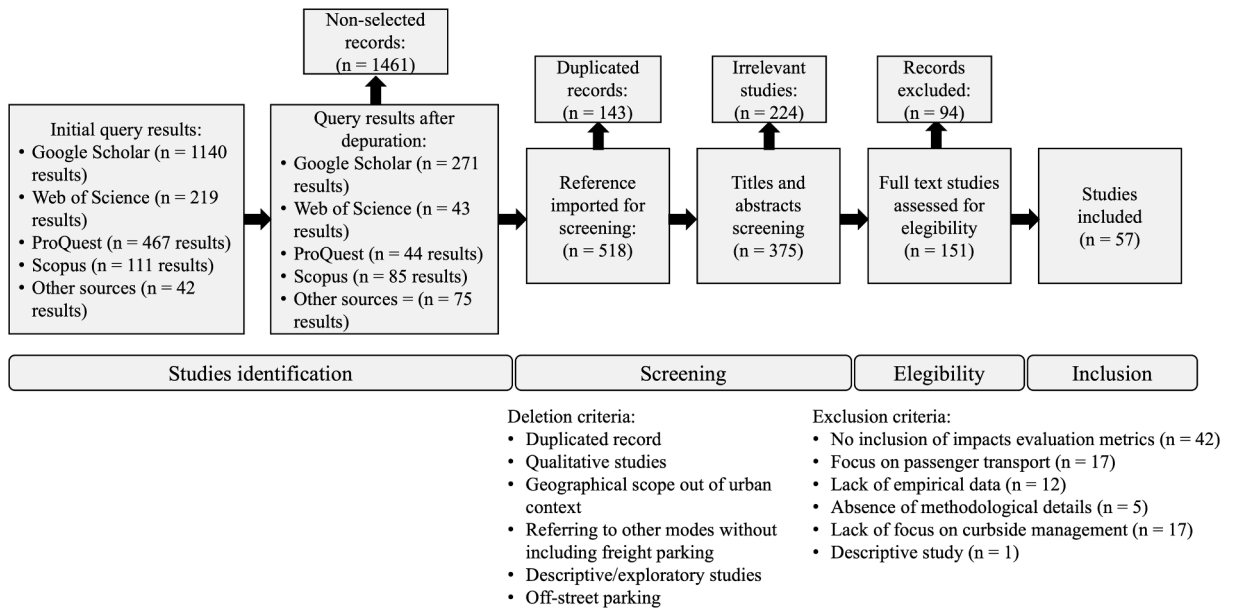 Non-selected
records:
(n = 1461)
Duplicated
records:
(n = 143)
Irrelevant
studies:
(n = 224)
Records
excluded:
(n = 94)
Initial query results:
• Google Scholar (n = 1140
results)
• Web of Science (n = 219
results)
• ProQuest (n = 467 results)
• Scopus (n = 111 results)
• Other sources (n = 42
results)
Query results after
depuration:
• Google Scholar (n = 271
results)
• Web of Science (n = 43
results)
• ProQuest (n = 44 results)
• Scopus (n = 85 results)
• Other sources = (n = 75
results)
Reference
imported for
screening:
(n = 518)
Titles and
abstracts
screening
(n = 375)
Full text studies
assessed for
elegibility
(n = 151)
Studies
included
(n = 57)
Studies identification
Screening
Elegibility
Inclusion
Deletion criteria:
• Duplicated record
• Qualitative studies
• Geographical scope out of urban
context
• Referring to other modes without
including freight parking
• Descriptive/exploratory studies
• Off-street parking
Exclusion criteria:
• No inclusion of impacts evaluation metrics (n = 42)
• Focus on passenger transport (n = 17)
• Lack of empirical data (n = 12)
• Absence of methodological details (n = 5)
• Lack of focus on curbside management (n = 17)
• Descriptive study (n = 1)